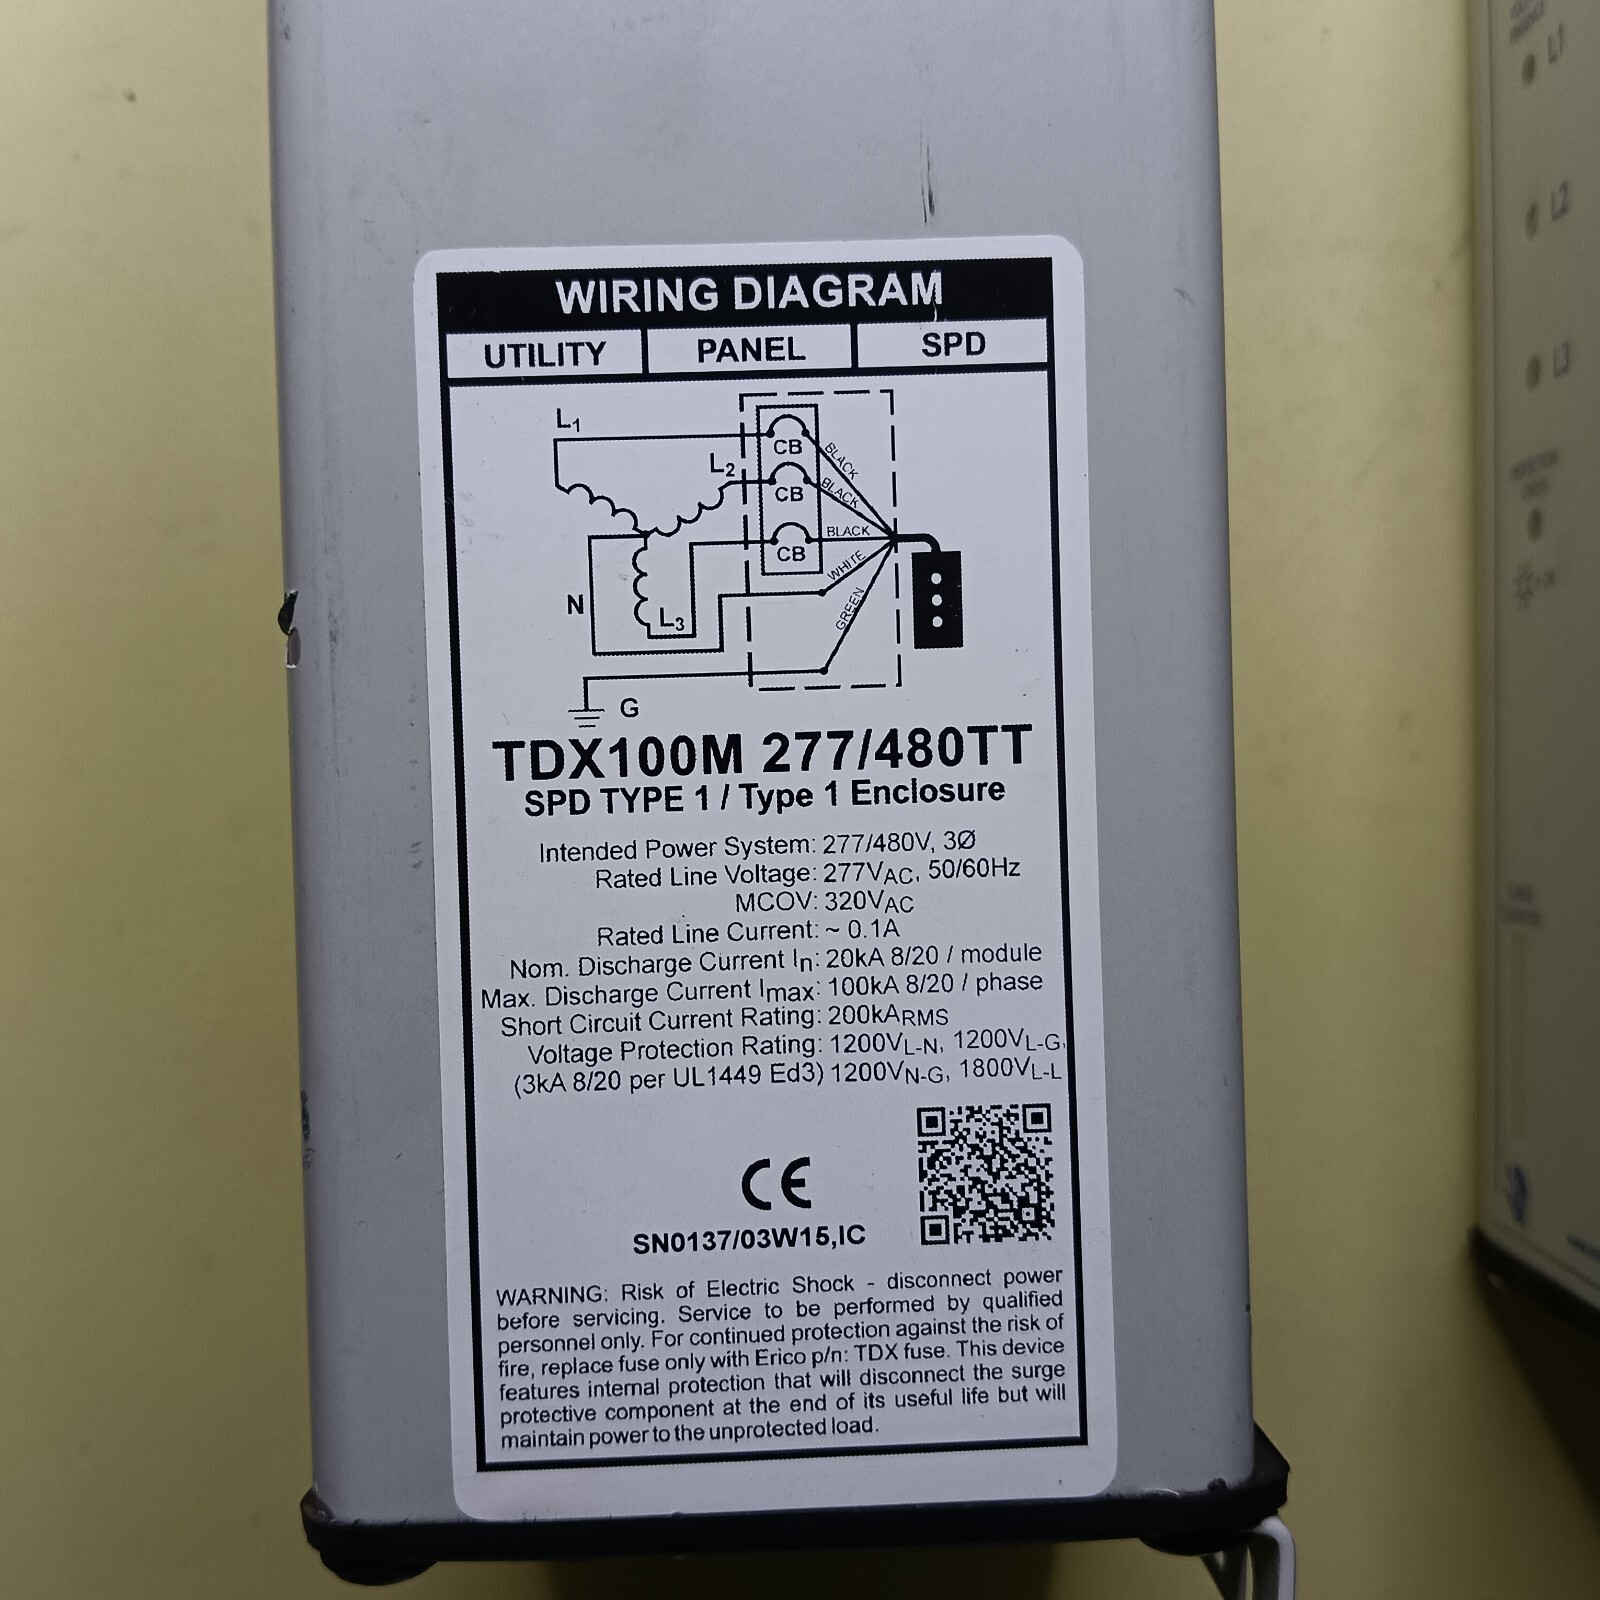 WIRING DIAGRAM
UTILITY PANEL SPD
L1
L2
CB
CB
CB
BLACK
BLACK
BLACK
WHITE
GREEN
N
L3
G
TDX100M 277/480TT
SPD TYPE 1 / Type 1 Enclosure
Intended Power System: 277/480V, 3Ø
Rated Line Voltage: 277VAC, 50/60Hz
MCOV: 320VAC
Rated Line Current: ~ 0.1A
Nom. Discharge Current In: 20kA 8/20 / module
Max. Discharge Current Imax: 100kA 8/20 / phase
Short Circuit Current Rating: 200kARMS
Voltage Protection Rating: 1200VL-N, 1200VL-G,
(3kA 8/20 per UL1449 Ed3) 1200VN-G, 1800VL-L
CE
SN0137/03W15,IC
WARNING: Risk of Electric Shock - disconnect power
before servicing. Service to be performed by qualified
personnel only. For continued protection against the risk of
fire, replace fuse only with Erico p/n: TDX fuse. This device
features internal protection that will disconnect the surge
protective component at the end of its useful life but will
maintain power to the unprotected load.
L1
L2
L3